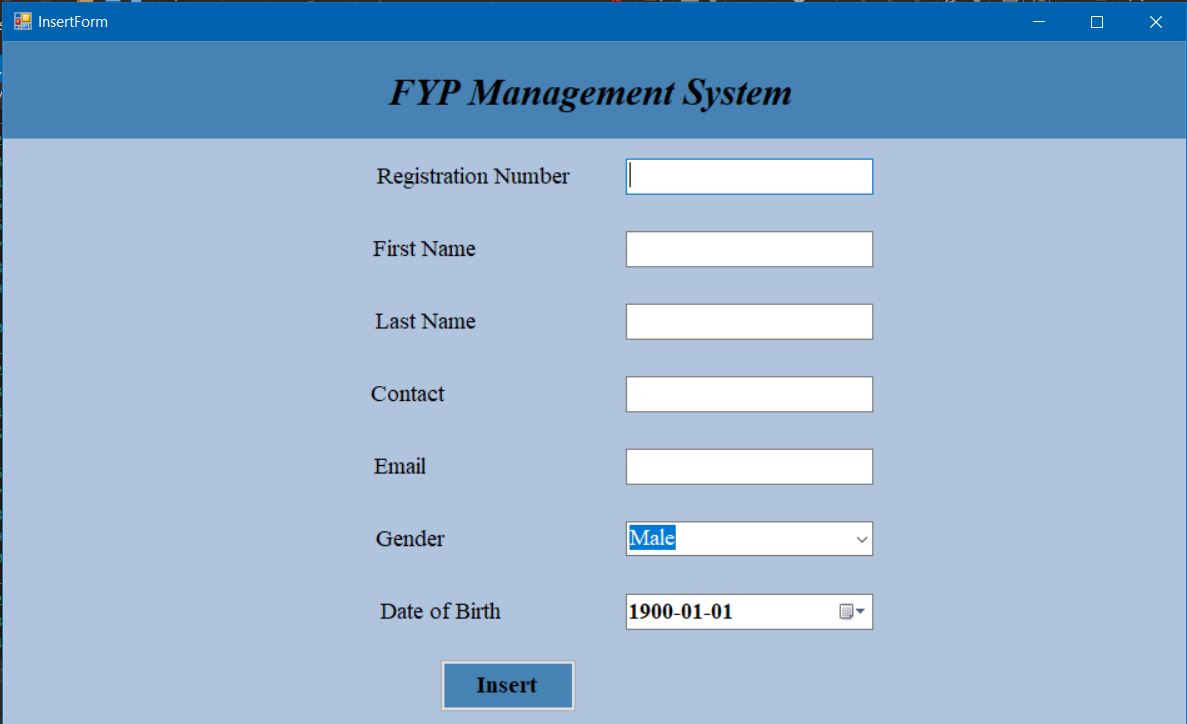 InsertForm
FYP Management System
Registration Number
First Name
Last Name
Contact
Email
Gender Male
Date of Birth 1900-01-01
Insert